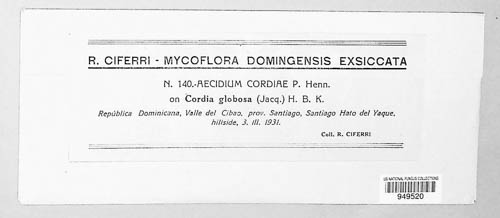 R. CIFERRI - MYCOFLORA DOMINGENSIS EXSICCATA
N. 140.-AECIDIUM CORDIAE P. Henn.
on Cordia globosa (Jacq.) H. B. K.
República Dominicana, Valle del Cibao, prov. Santiago, Santiago Hato del Yaque,
hillside, 3. III. 1931.
Coll. R. CIFERRI
US NATIONAL FUNGUS COLLECTIONS
949520